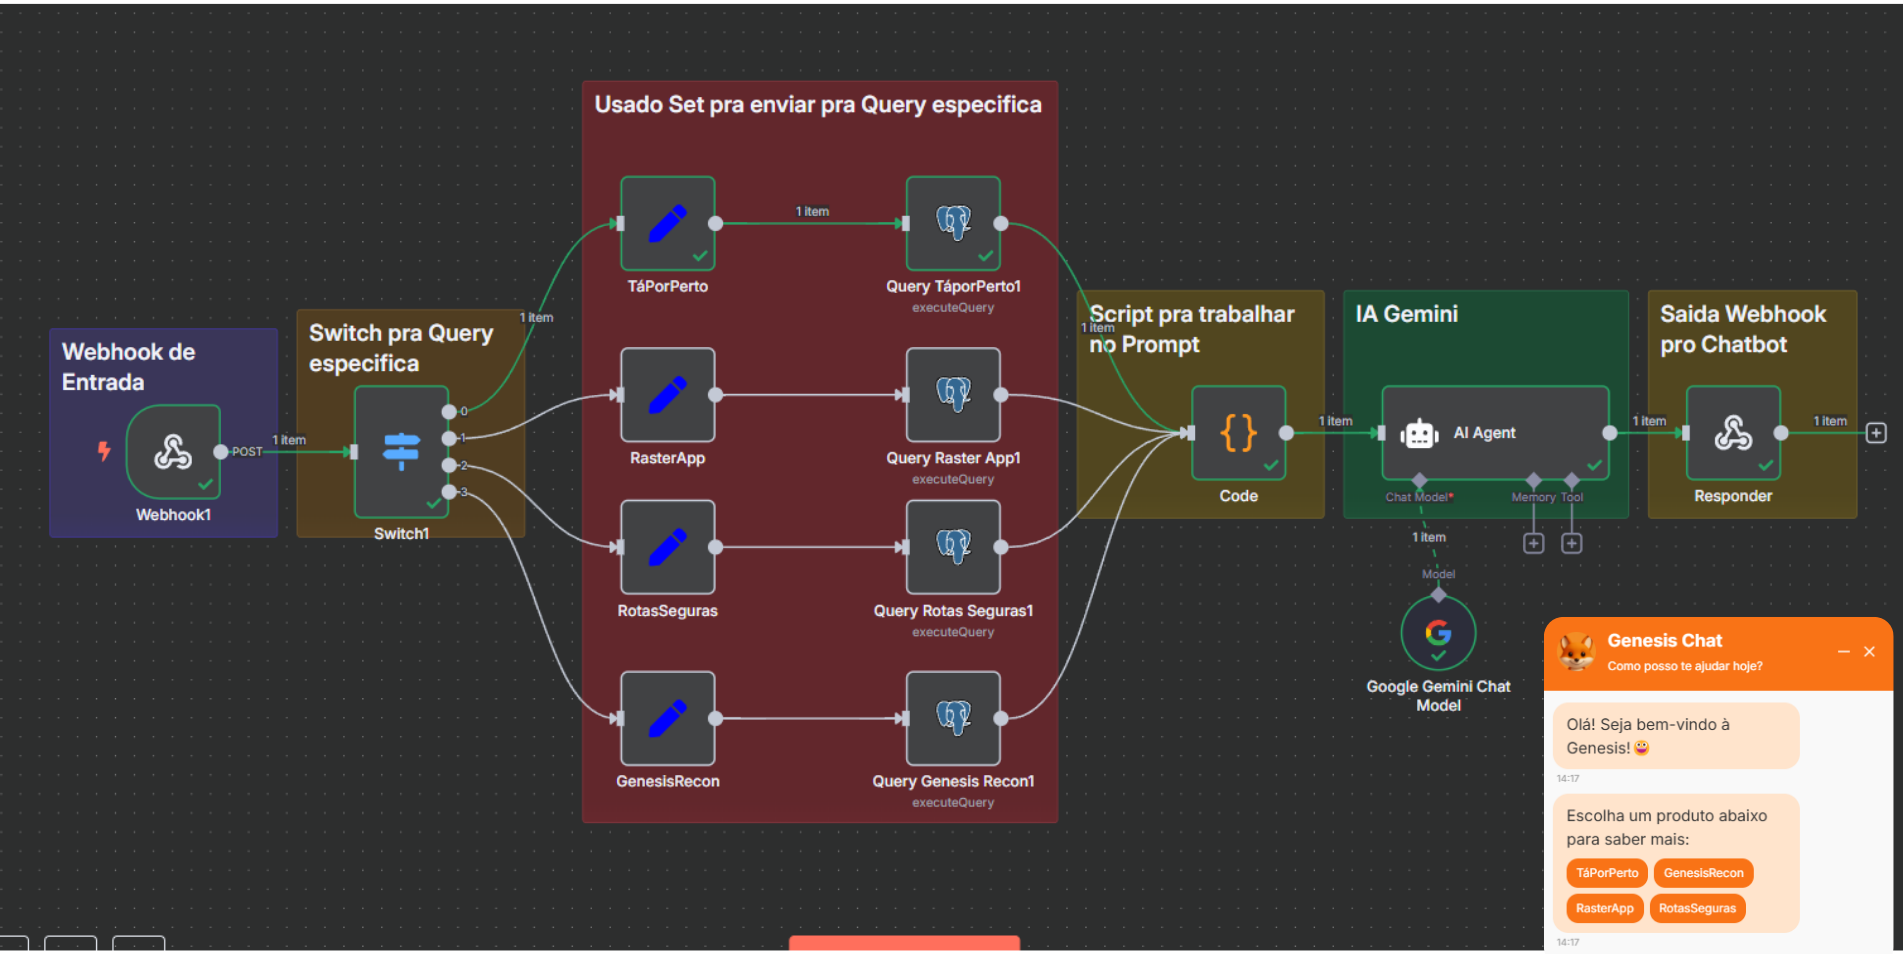 Webhook de
Entrada
POST
1 item
Webhook1
Switch pra Query
especifica
0
1
2
3
Switch1
1 item
Usado Set pra enviar pra Query especifica
TáPorPerto
1 item
Query TáporPerto1
executeQuery
RasterApp
Query Raster App1
executeQuery
RotasSeguras
Query Rotas Seguras1
executeQuery
GenesisRecon
Query Genesis Recon1
executeQuery
Script pra trabalhar
no Prompt
1 item
{}
Code
1 item
IA Gemini
AI Agent
Chat Model*
Memory
Tool
1 item
Model
Google Gemini Chat
Model
1 item
Saida Webhook
pro Chatbot
Responder
1 item
Genesis Chat
Como posso te ajudar hoje?
Olá! Seja bem-vindo à
Genesis!😀
14:17
Escolha um produto abaixo
para saber mais:
TáPorPerto GenesisRecon
RasterApp RotasSeguras
14:17